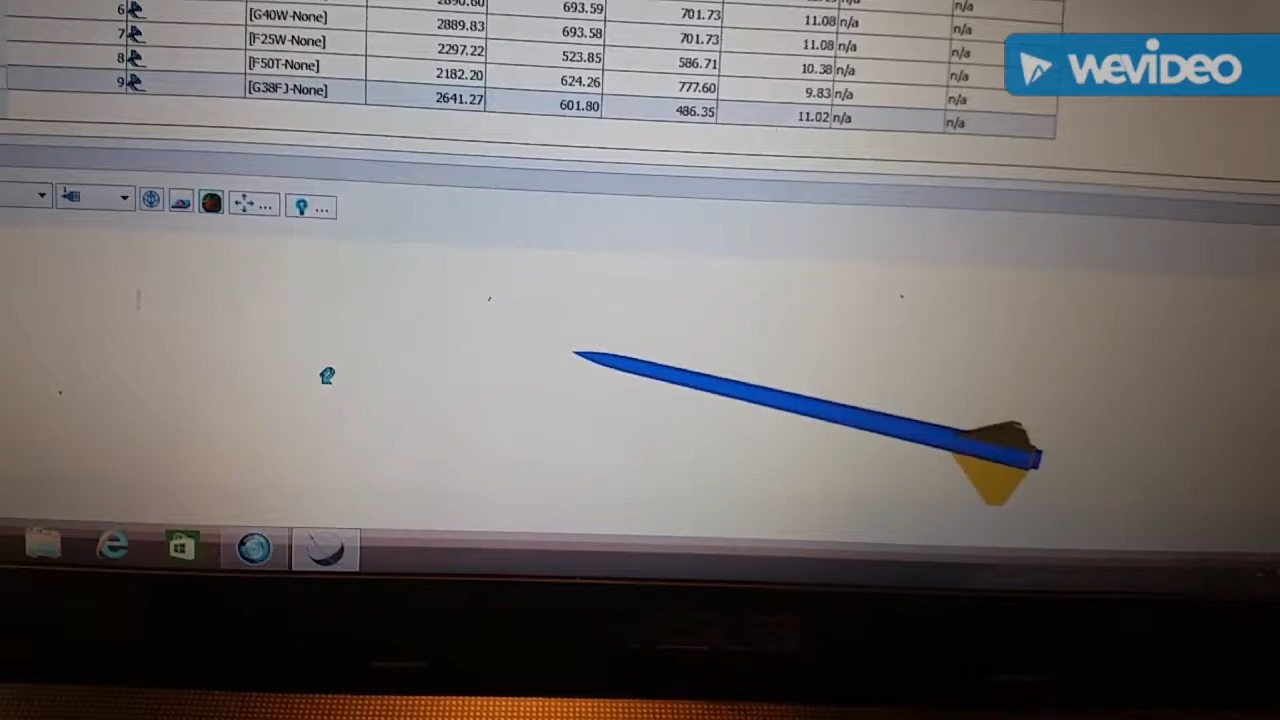 n/a
2890.60 693.59 701.73 11.08 n/a n/a
6 [G40W-None] 2889.83 693.58 701.73 11.08 n/a n/a
7 [F25W-None] 2297.22 523.85 586.71 10.38 n/a n/a
8 [F50T-None] 2182.20 624.26 777.60 9.83 n/a n/a
9 [G38FJ-None] 2641.27 601.80 486.35 11.02 n/a n/a
WEVIDEO
... ...